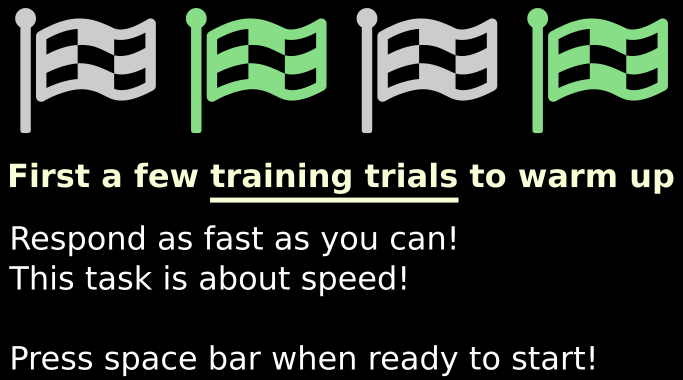 First a few training trials to warm up
Respond as fast as you can!
This task is about speed!
Press space bar when ready to start!